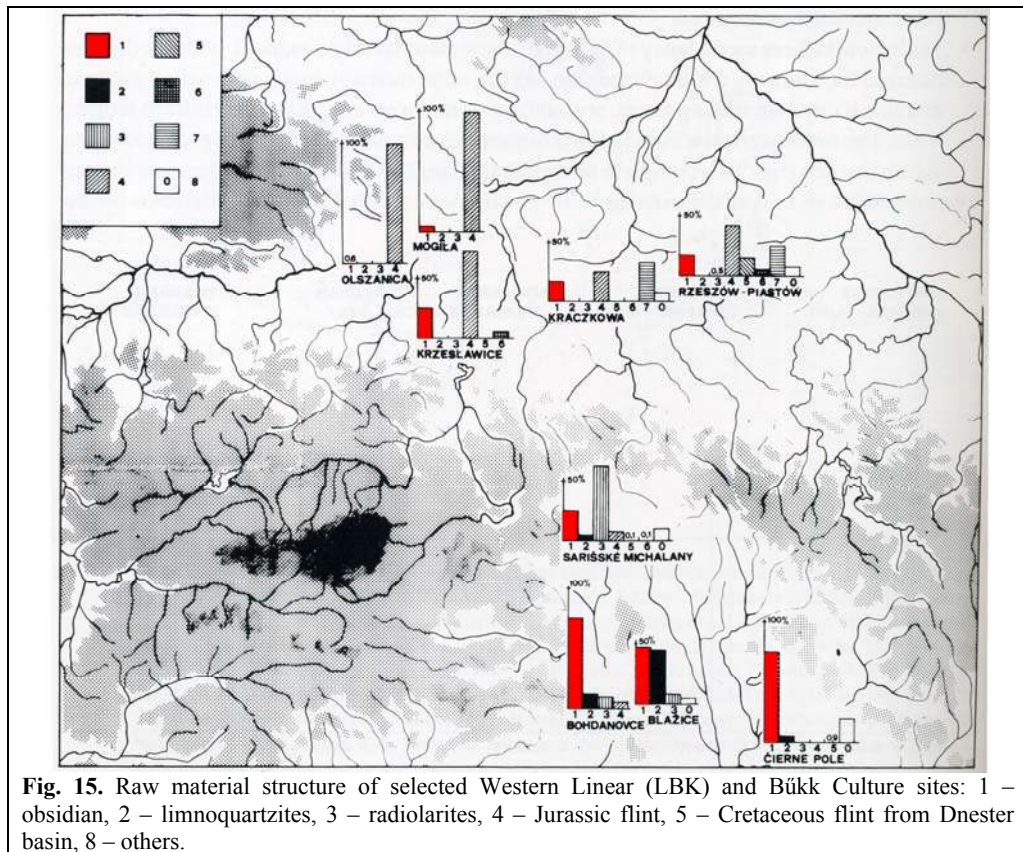 1 5
2 6
3 7
4 0 8
100%
100%
0,6
1 2 3 4
OLSZANICA
1 2 3 4
MOGIŁA
50%
1 2 3 4 5 6
KRZESŁAWICE
50%
1 2 3 4 5 6 7 0
KRACZKOWA
50%
0,5
1 2 3 4 5 6 7 0
RZESZÓW-PIASTÓW
50%
0,1 0,1
1 2 3 4 5 6 0
SARIŠSKÉ MICHALANY
100%
1 2 3 4
BOHDANOVCE
50%
1 2 3 0
BLAŽICE
100%
0,9
1 2 3 4 5 0
ČIERNE POLE
Fig. 15. Raw material structure of selected Western Linear (LBK) and Bűkk Culture sites: 1 –
obsidian, 2 – limnoquartzites, 3 – radiolarites, 4 – Jurassic flint, 5 – Cretaceous flint from Dnester
basin, 8 – others.